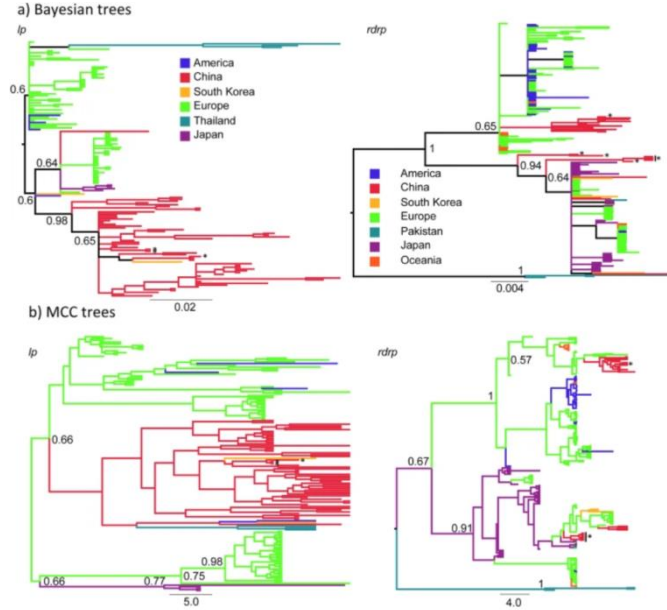 a) Bayesian trees
lp
America
China
South Korea
Europe
Thailand
Japan
0.6
0.64
0.6
0.98
0.65
*
*
0.02
rdrp
*
0.65
1
*
*
0.94
0.64
America
China
South Korea
Europe
Pakistan
Japan
Oceania
1
0.004
b) MCC trees
lp
0.66
*
0.98
0.66
0.77
0.75
5.0
rdrp
0.57
*
1
0.67
0.91
*
1
4.0